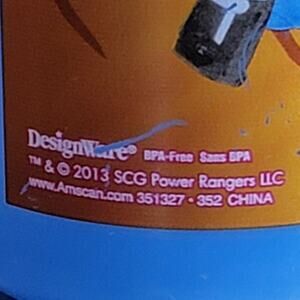 DesignWare® BPA-Free Sans BPA
™ & © 2013 SCG Power Rangers LLC
www.Amscan.com 351327 • 352 CHINA